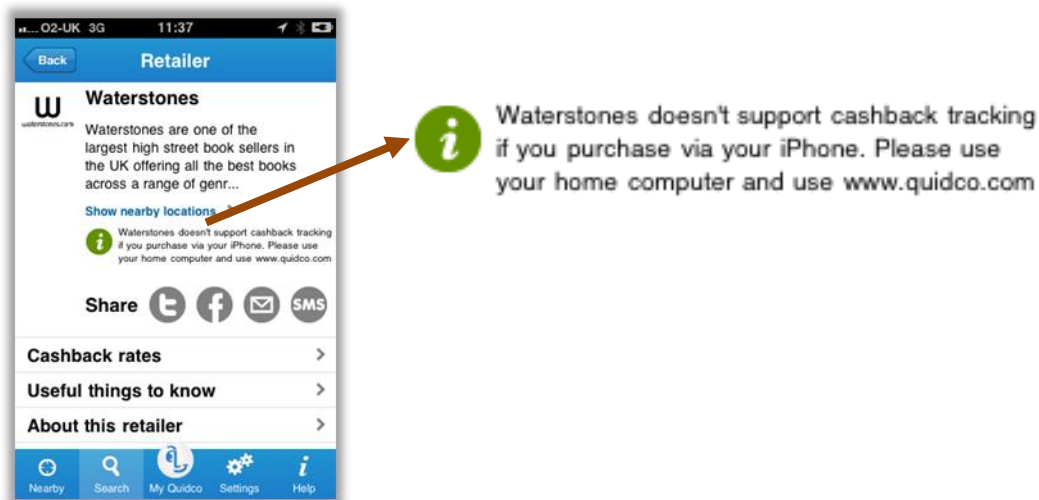 O2-UK 3G 11:37
Back
Retailer
W
waterstones.com
Waterstones
Waterstones are one of the
largest high street book sellers in
the UK offering all the best books
across a range of genr...
Show nearby locations
i
Waterstones doesn't support cashback tracking
if you purchase via your iPhone. Please use
your home computer and use www.quidco.com
Share
SMS
Cashback rates
Useful things to know
About this retailer
Nearby Search My Quidco Settings Help
i
Waterstones doesn't support cashback tracking
if you purchase via your iPhone. Please use
your home computer and use www.quidco.com